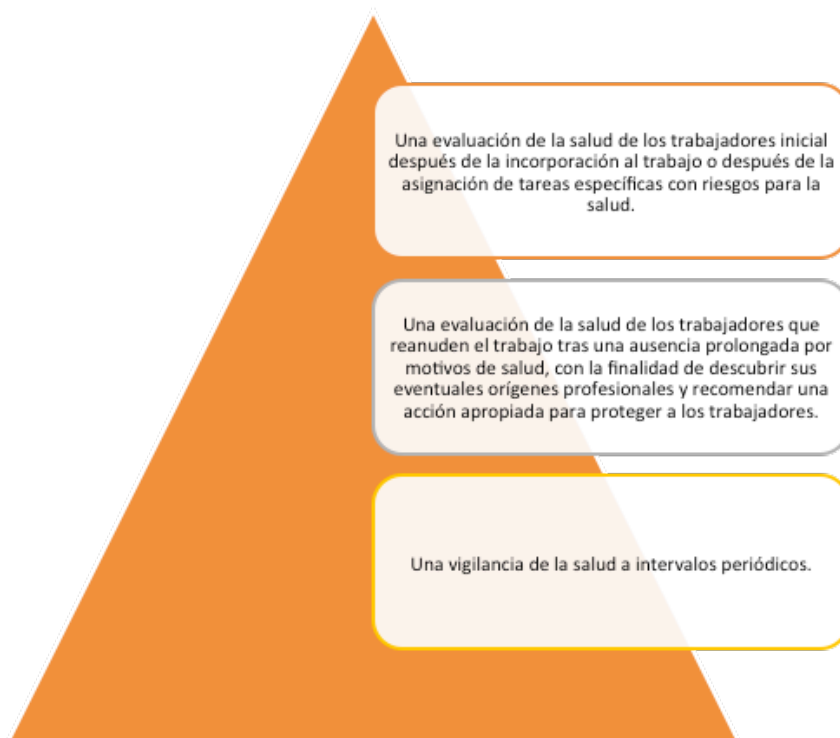 Una evaluación de la salud de los trabajadores inicial
después de la incorporación al trabajo o después de la
asignación de tareas específicas con riesgos para la
salud.
Una evaluación de la salud de los trabajadores que
reanuden el trabajo tras una ausencia prolongada por
motivos de salud, con la finalidad de descubrir sus
eventuales orígenes profesionales y recomendar una
acción apropiada para proteger a los trabajadores.
Una vigilancia de la salud a intervalos periódicos.